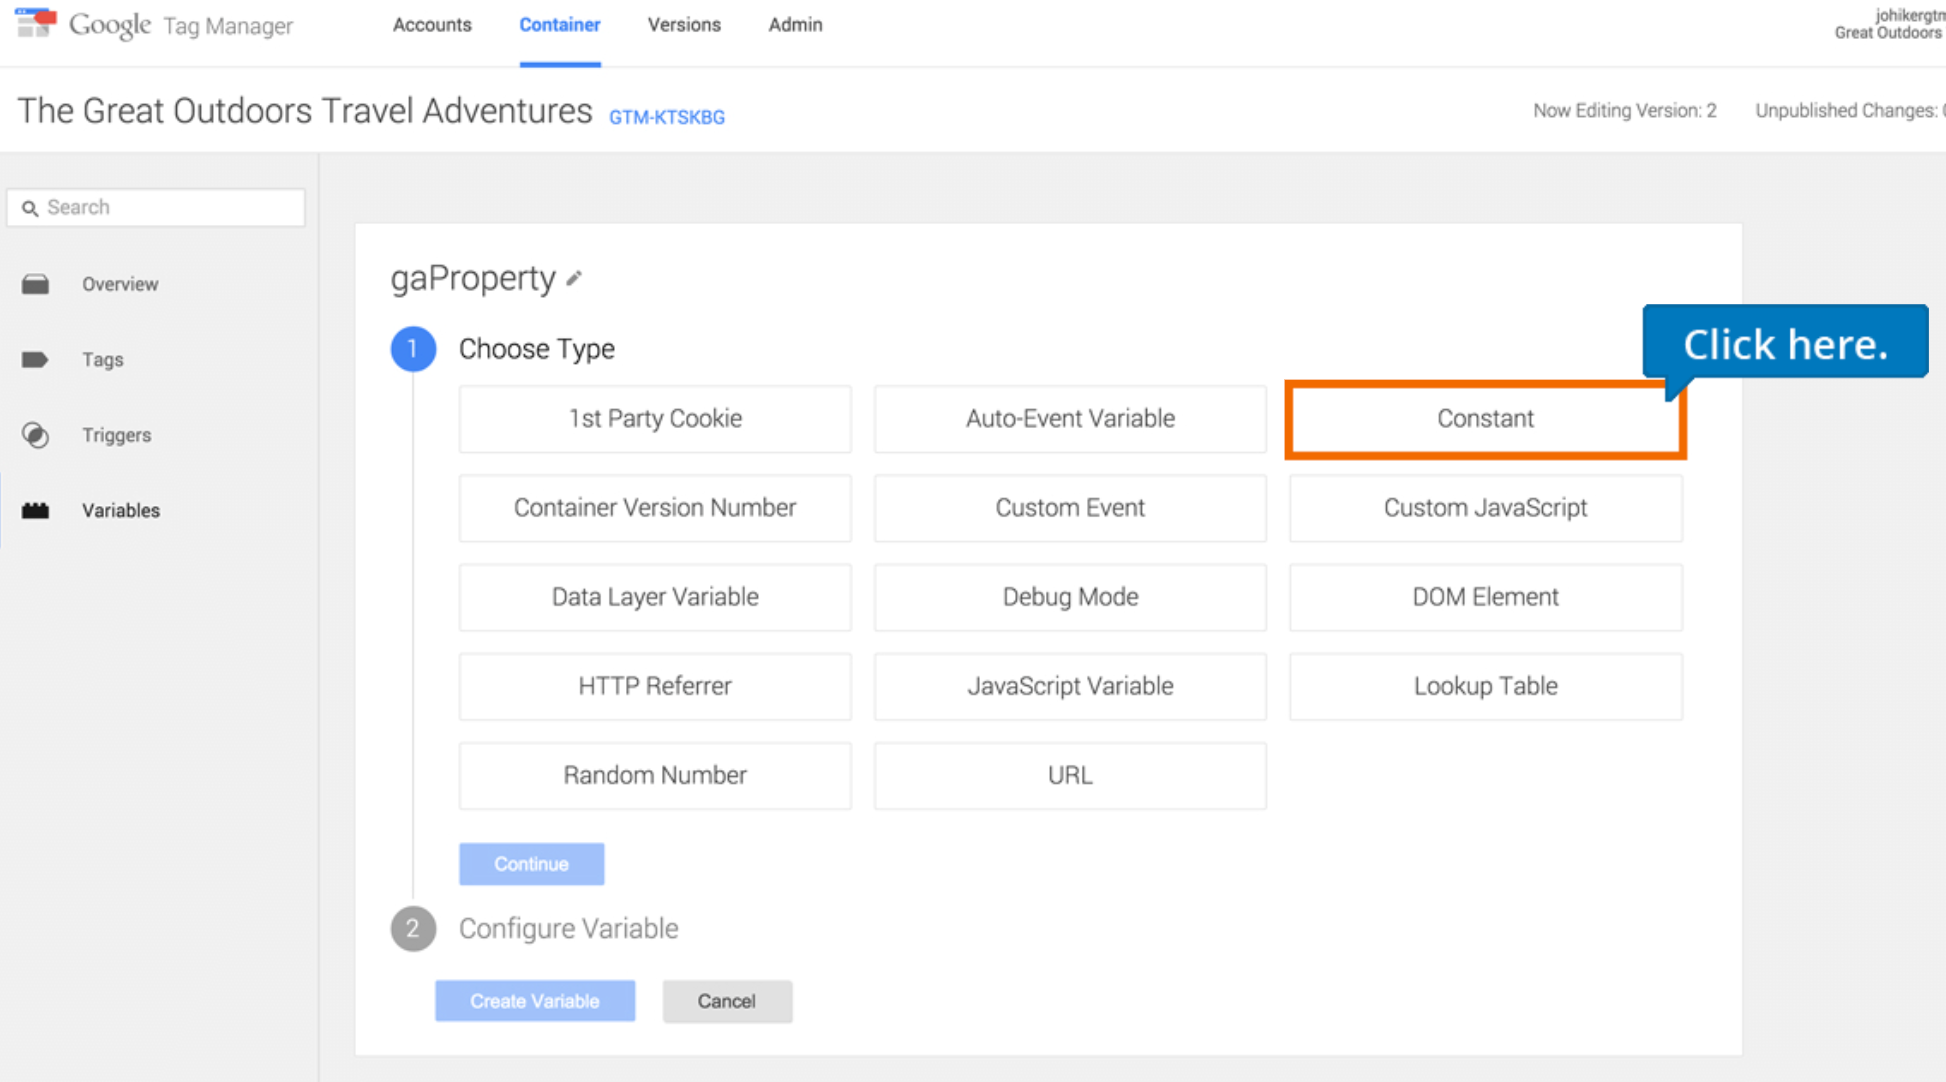 Google Tag Manager Accounts Container Versions Admin johikergtm
Great Outdoors
The Great Outdoors Travel Adventures GTM-KTSKBG Now Editing Version: 2 Unpublished Changes:
Search
Overview
Tags
Triggers
Variables
gaProperty
1 Choose Type
Click here.
1st Party Cookie Auto-Event Variable Constant
Container Version Number Custom Event Custom JavaScript
Data Layer Variable Debug Mode DOM Element
HTTP Referrer JavaScript Variable Lookup Table
Random Number URL
Continue
2 Configure Variable
Create Variable Cancel